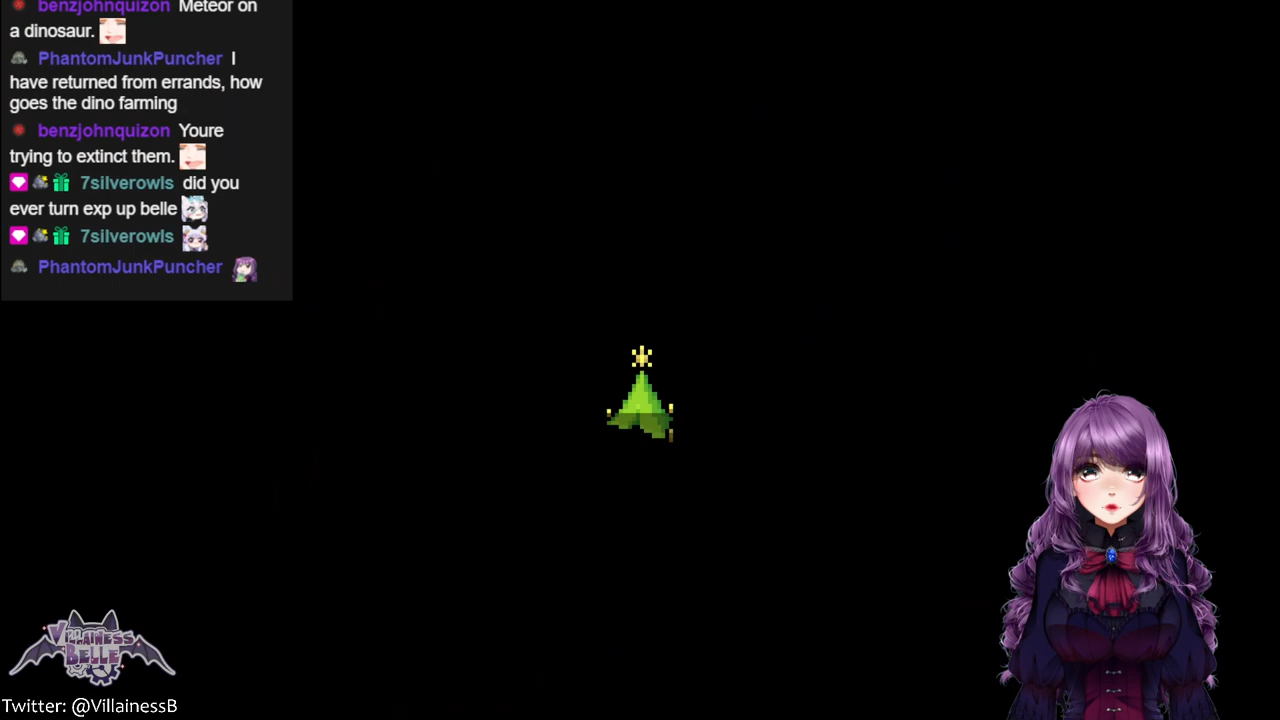 benzjohnquizon Meteor on
a dinosaur.
PhantomJunkPuncher I
have returned from errands, how
goes the dino farming
benzjohnquizon Youre
trying to extinct them.
7silverowls did you
ever turn exp up belle
7silverowls
PhantomJunkPuncher
VILLAINESS
BELLE
Twitter: @VillainessB